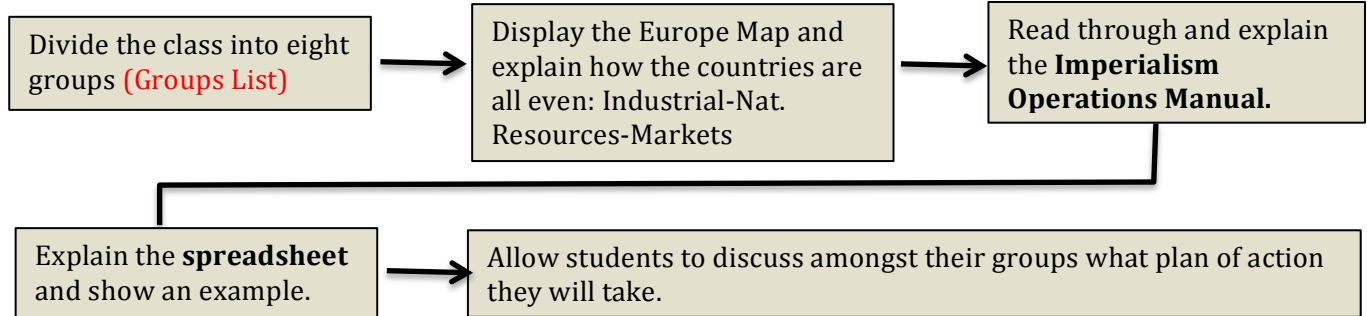 Divide the class into eight
groups (Groups List)
Display the Europe Map and
explain how the countries are
all even: Industrial-Nat.
Resources-Markets
Read through and explain
the Imperialism
Operations Manual.
Explain the spreadsheet
and show an example.
Allow students to discuss amongst their groups what plan of action
they will take.